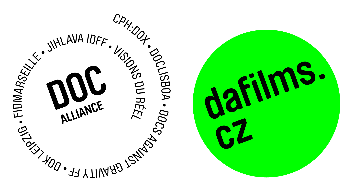 CPH:DOX • DOCLISBOA • DOCS AGAINST GRAVITY FF • DOK LEIPZIG • FIDMARSEILLE • JIHLAVA IDFF • VISIONS DU RÉEL
DOC
ALLIANCE
dafilms.
cz